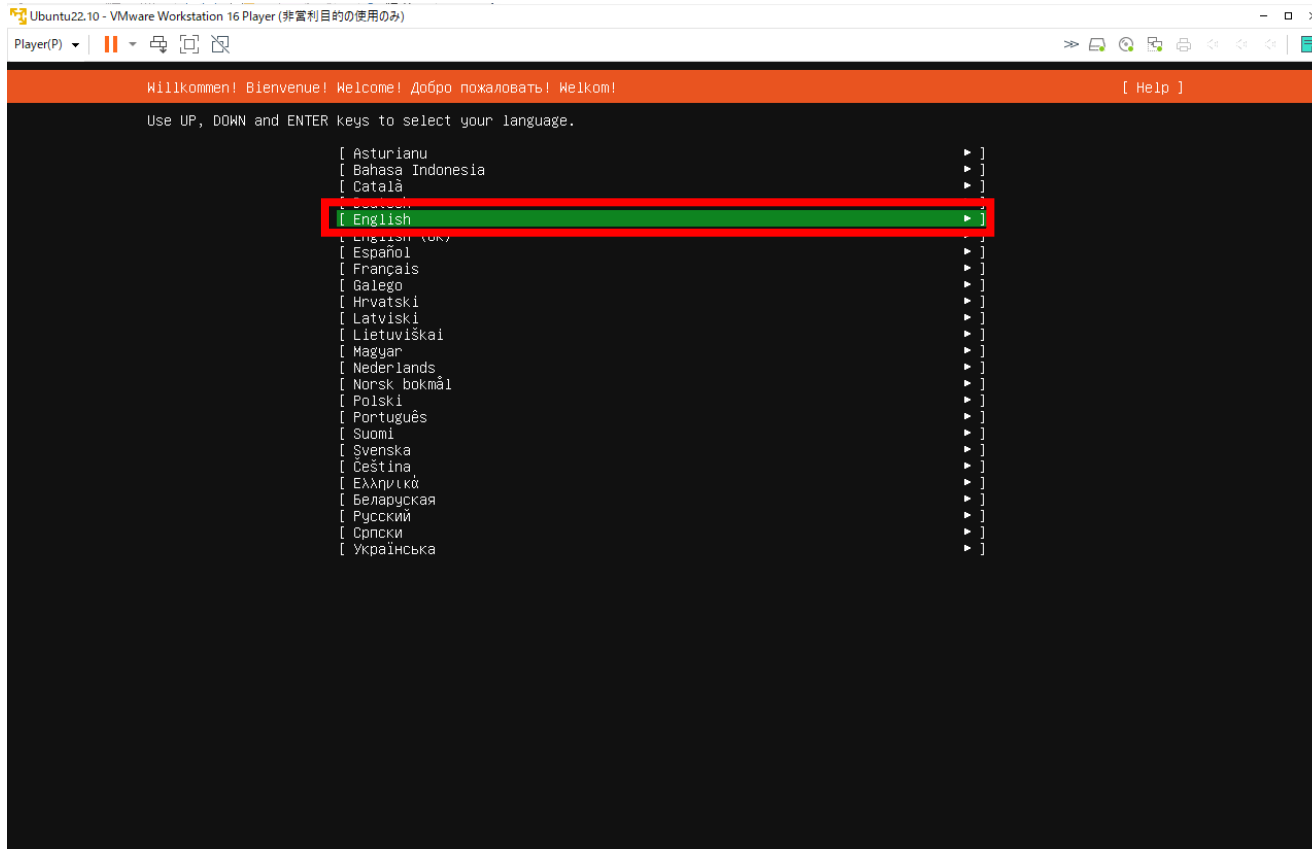 Ubuntu22.10 - VMware Workstation 16 Player (非営利目的の使用のみ)
Player(P)
Willkommen! Bienvenue! Welcome! Добро пожаловать! Welkom! [ Help ]
Use UP, DOWN and ENTER keys to select your language.
[ Asturianu ► ]
[ Bahasa Indonesia ► ]
[ Català ► ]
[ Deutsch ► ]
[ English ► ]
[ English (UK) ► ]
[ Español ► ]
[ Français ► ]
[ Galego ► ]
[ Hrvatski ► ]
[ Latviski ► ]
[ Lietuviškai ► ]
[ Magyar ► ]
[ Nederlands ► ]
[ Norsk bokmål ► ]
[ Polski ► ]
[ Português ► ]
[ Suomi ► ]
[ Svenska ► ]
[ Čeština ► ]
[ Ελληνικά ► ]
[ Беларуская ► ]
[ Русский ► ]
[ Српски ► ]
[ Українська ► ]